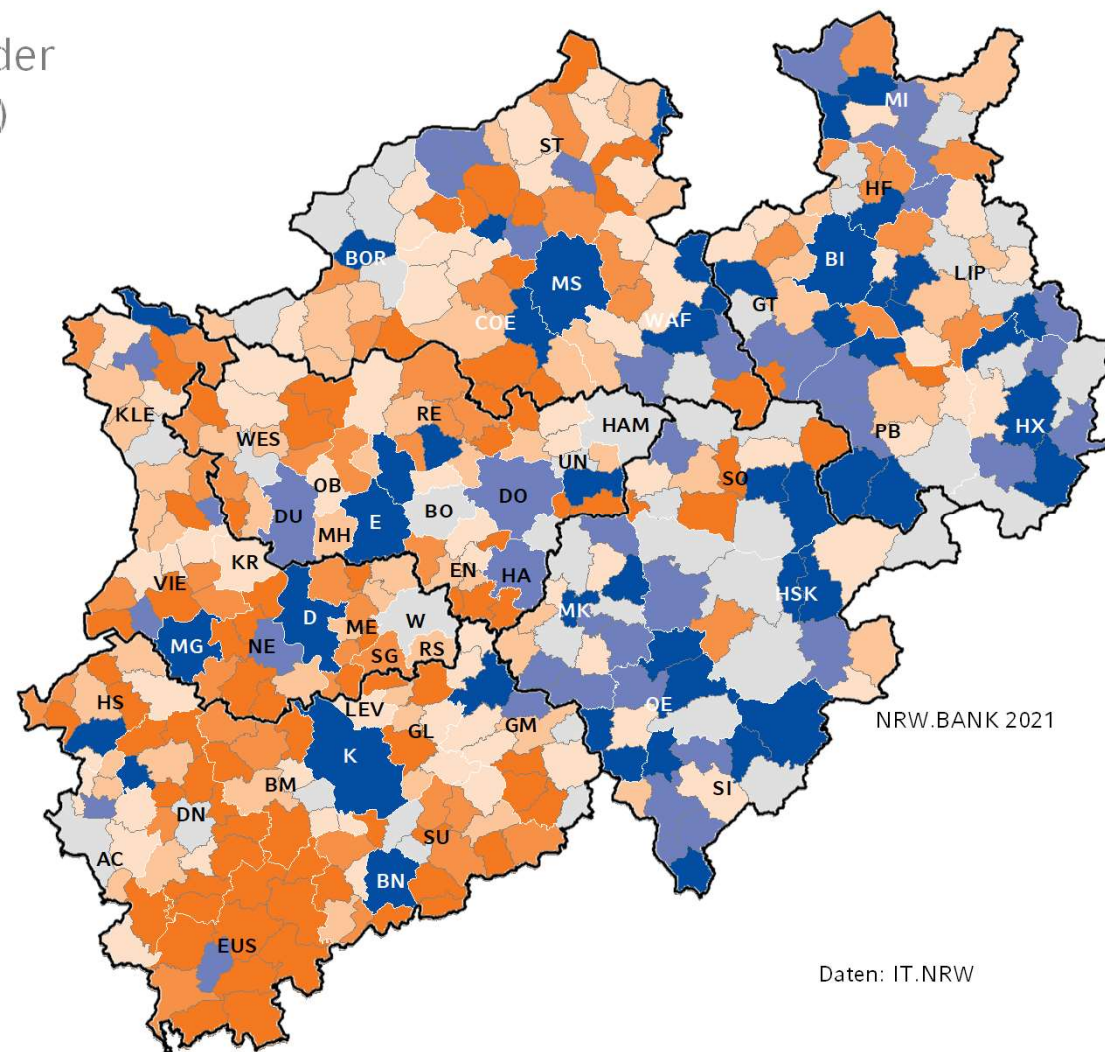 der
)
MI
ST
HF
BOR
BI
LIP
MS
GT
COE
WAF
KLE
RE
WES
HAM
PB
HX
UN
SO
OB
DO
DU
E
BO
MH
KR
EN
HA
VIE
HSK
MK
D
W
ME
MG
NE
SG
RS
HS
LEV
OE
GL
GM
NRW.BANK 2021
K
BM
SI
DN
SU
AC
BN
EUS
Daten: IT.NRW